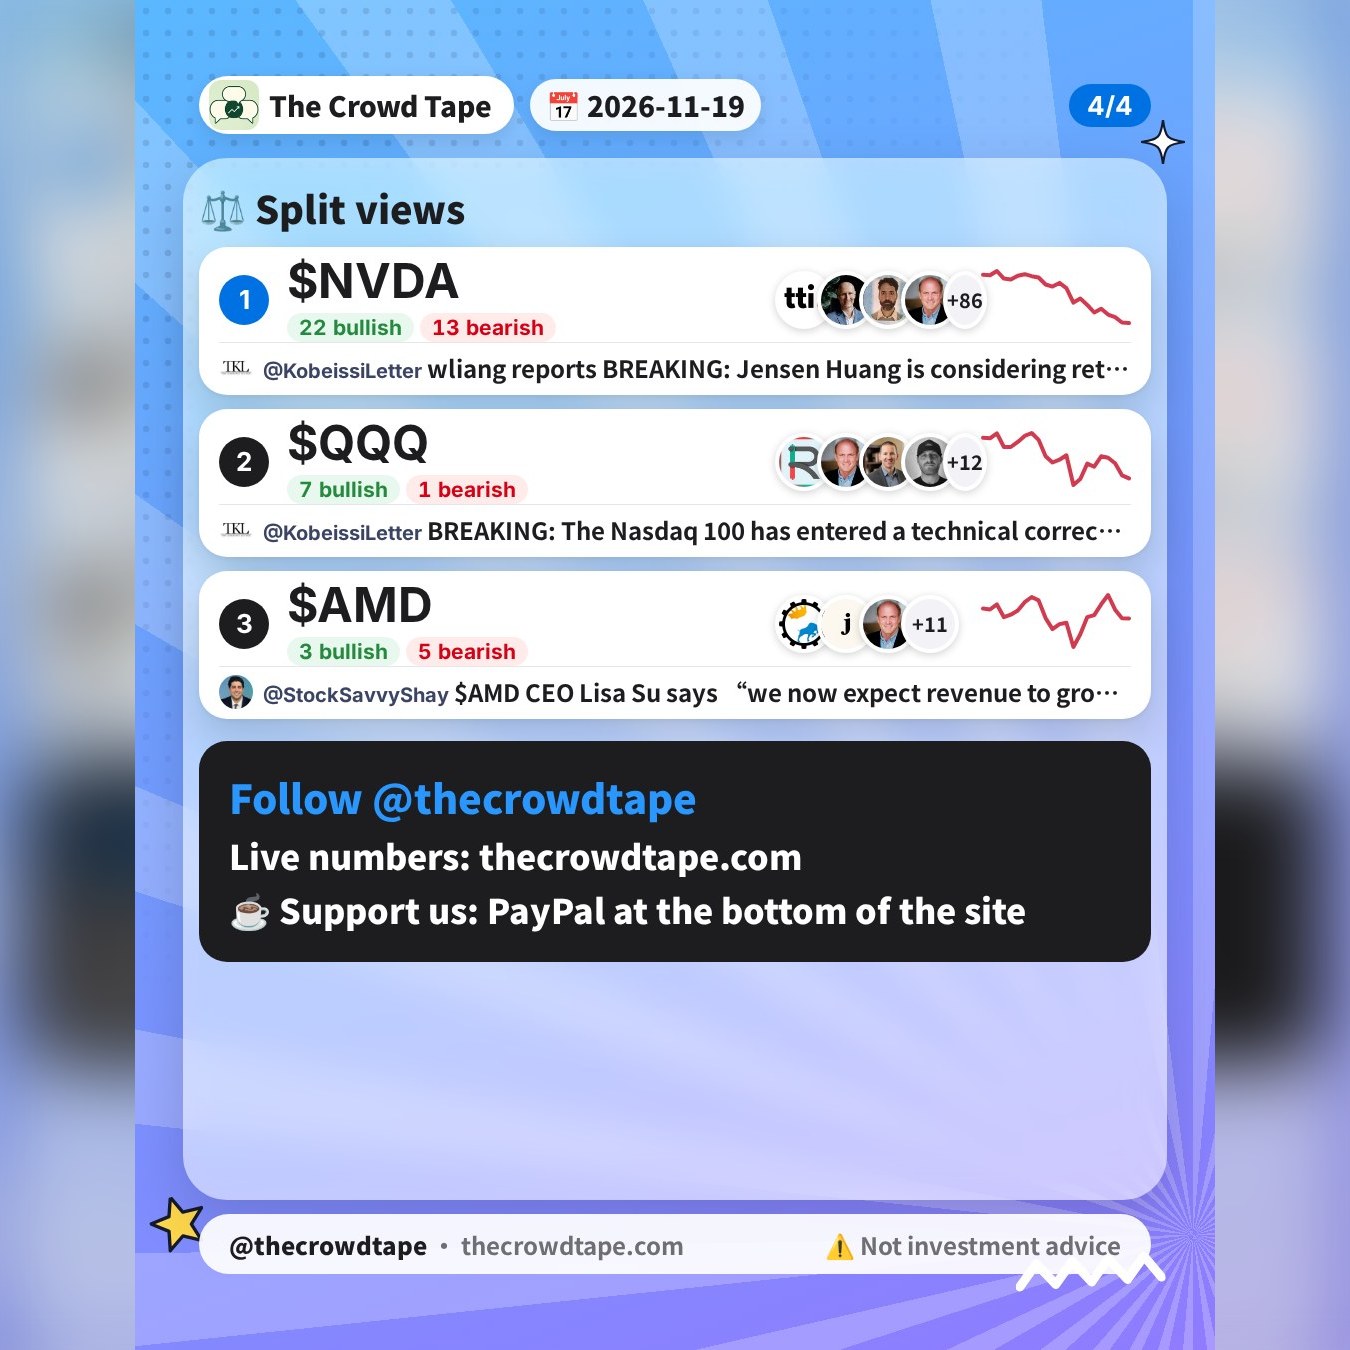 The Crowd Tape
2026-11-19
4/4
Split views
1
$NVDA
22 bullish 13 bearish
tti
+86
TKL @KobeissiLetter wliang reports BREAKING: Jensen Huang is considering ret…
2
$QQQ
7 bullish 1 bearish
R
+12
TKL @KobeissiLetter BREAKING: The Nasdaq 100 has entered a technical correc…
3
$AMD
3 bullish 5 bearish
j
+11
@StockSavvyShay $AMD CEO Lisa Su says “we now expect revenue to gro…
Follow @thecrowdtape
Live numbers: thecrowdtape.com
Support us: PayPal at the bottom of the site
@thecrowdtape • thecrowdtape.com
Not investment advice